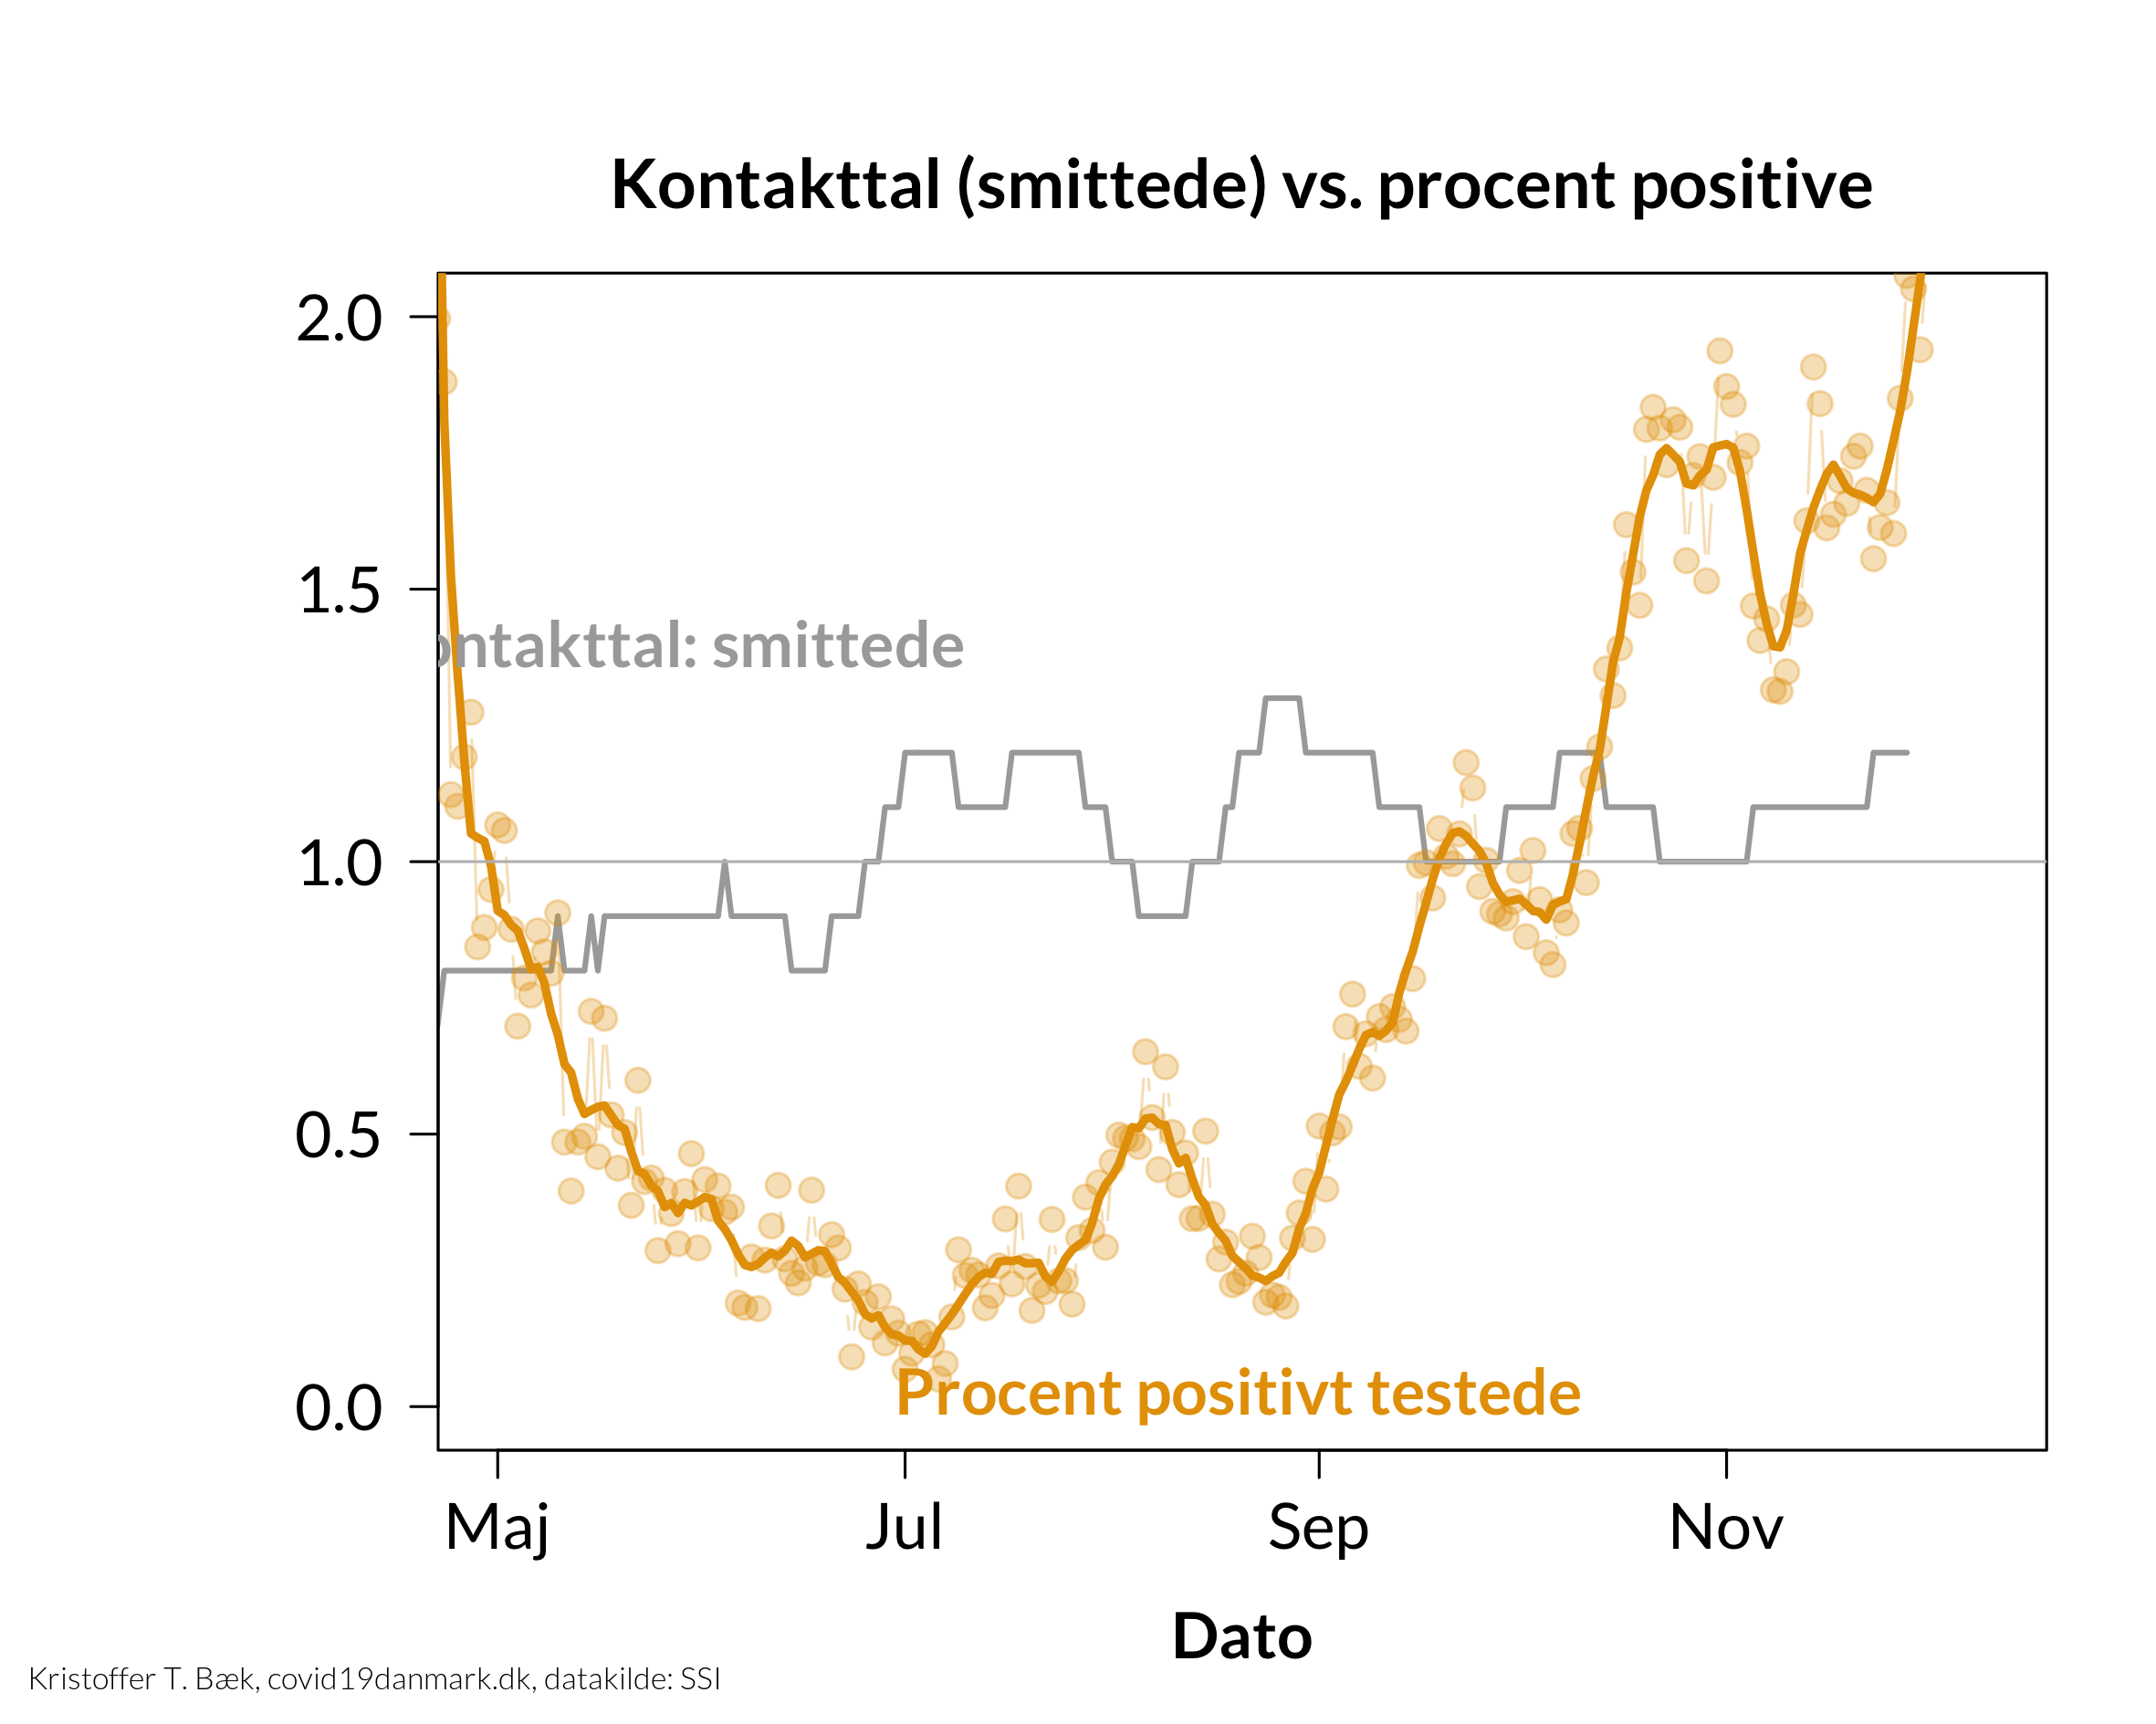 Kontakttal (smittede) vs. procent positive
2.0
1.5
ontakttal: smittede
1.0
0.5
0.0
Procent positivt testede
Maj Jul Sep Nov
Dato
Kristoffer T. Bæk, covid19danmark.dk, datakilde: SSI